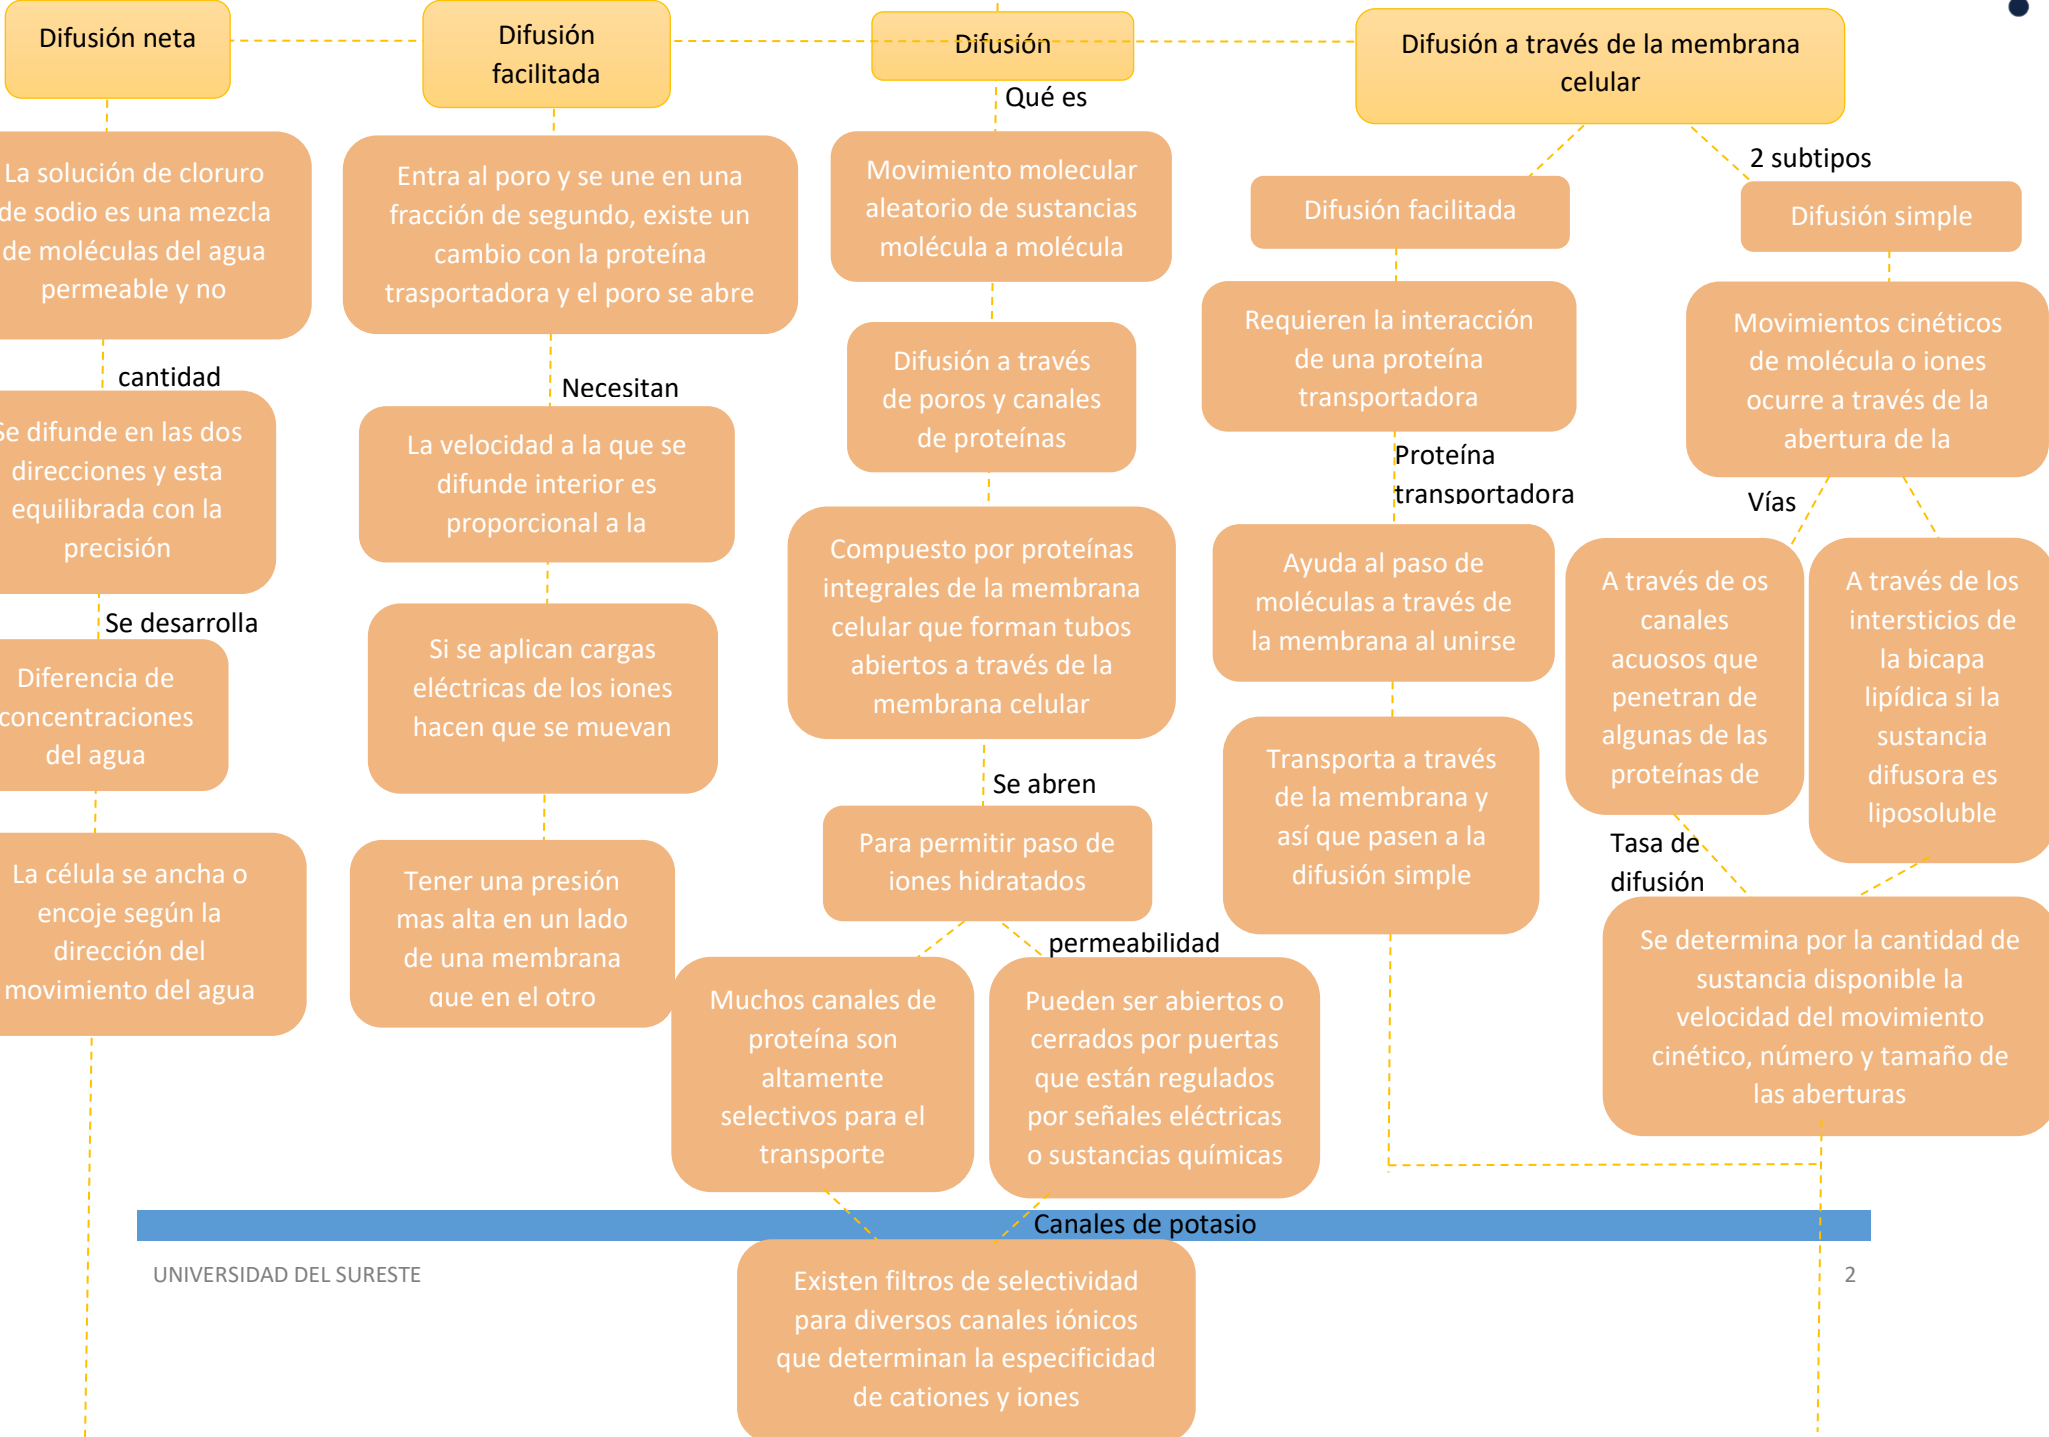 Difusión neta
Difusión
facilitada
Difusión
Difusión a través de la membrana
celular
Qué es
2 subtipos
La solución de cloruro
de sodio es una mezcla
de moléculas del agua
permeable y no
cantidad
Se difunde en las dos
direcciones y esta
equilibrada con la
precisión
Se desarrolla
Diferencia de
concentraciones
del agua
La célula se ancha o
encoje según la
dirección del
movimiento del agua
Entra al poro y se une en una
fracción de segundo, existe un
cambio con la proteína
trasportadora y el poro se abre
Necesitan
La velocidad a la que se
difunde interior es
proporcional a la
Si se aplican cargas
eléctricas de los iones
hacen que se muevan
Tener una presión
mas alta en un lado
de una membrana
que en el otro
Movimiento molecular
aleatorio de sustancias
molécula a molécula
Difusión a través
de poros y canales
de proteínas
Compuesto por proteínas
integrales de la membrana
celular que forman tubos
abiertos a través de la
membrana celular
Se abren
Para permitir paso de
iones hidratados
permeabilidad
Muchos canales de
proteína son
altamente
selectivos para el
transporte
Pueden ser abiertos o
cerrados por puertas
que están regulados
por señales eléctricas
o sustancias químicas
Canales de potasio
Existen filtros de selectividad
para diversos canales iónicos
que determinan la especificidad
de cationes y iones
Difusión facilitada
Requieren la interacción
de una proteína
transportadora
Proteína
transportadora
Ayuda al paso de
moléculas a través de
la membrana al unirse
Transporta a través
de la membrana y
así que pasen a la
difusión simple
Difusión simple
Movimientos cinéticos
de molécula o iones
ocurre a través de la
abertura de la
Vías
A través de os
canales
acuosos que
penetran de
algunas de las
proteínas de
A través de los
intersticios de
la bicapa
lipídica si la
sustancia
difusora es
liposoluble
Tasa de
difusión
Se determina por la cantidad de
sustancia disponible la
velocidad del movimiento
cinético, número y tamaño de
las aberturas
UNIVERSIDAD DEL SURESTE
2